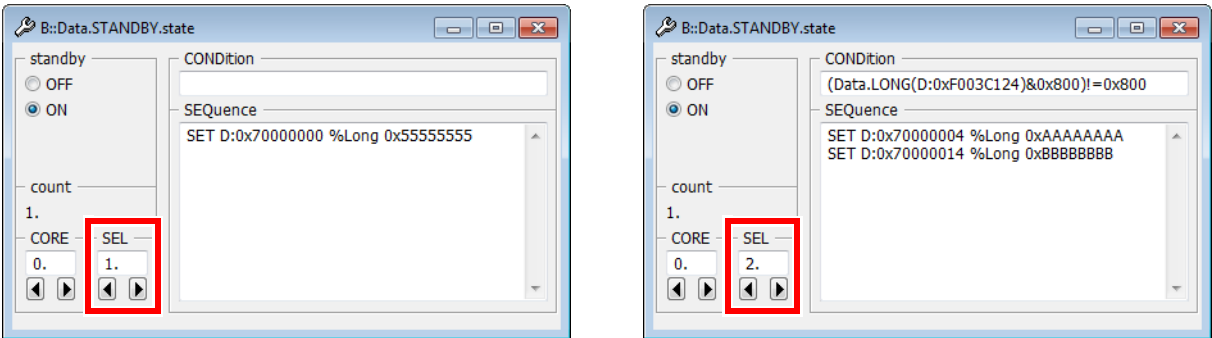 B::Data.STANDBY.state
standby
OFF
ON
count
1.
CORE
0.
SEL
1.
CONDition
SEQuence
SET D:0x70000000 %Long 0x55555555
B::Data.STANDBY.state
standby
OFF
ON
count
1.
CORE
0.
SEL
2.
CONDition
(Data.LONG(D:0xF003C124)&0x800)!=0x800
SEQuence
SET D:0x70000004 %Long 0xAAAAAAAA
SET D:0x70000014 %Long 0xBBBBBBBB